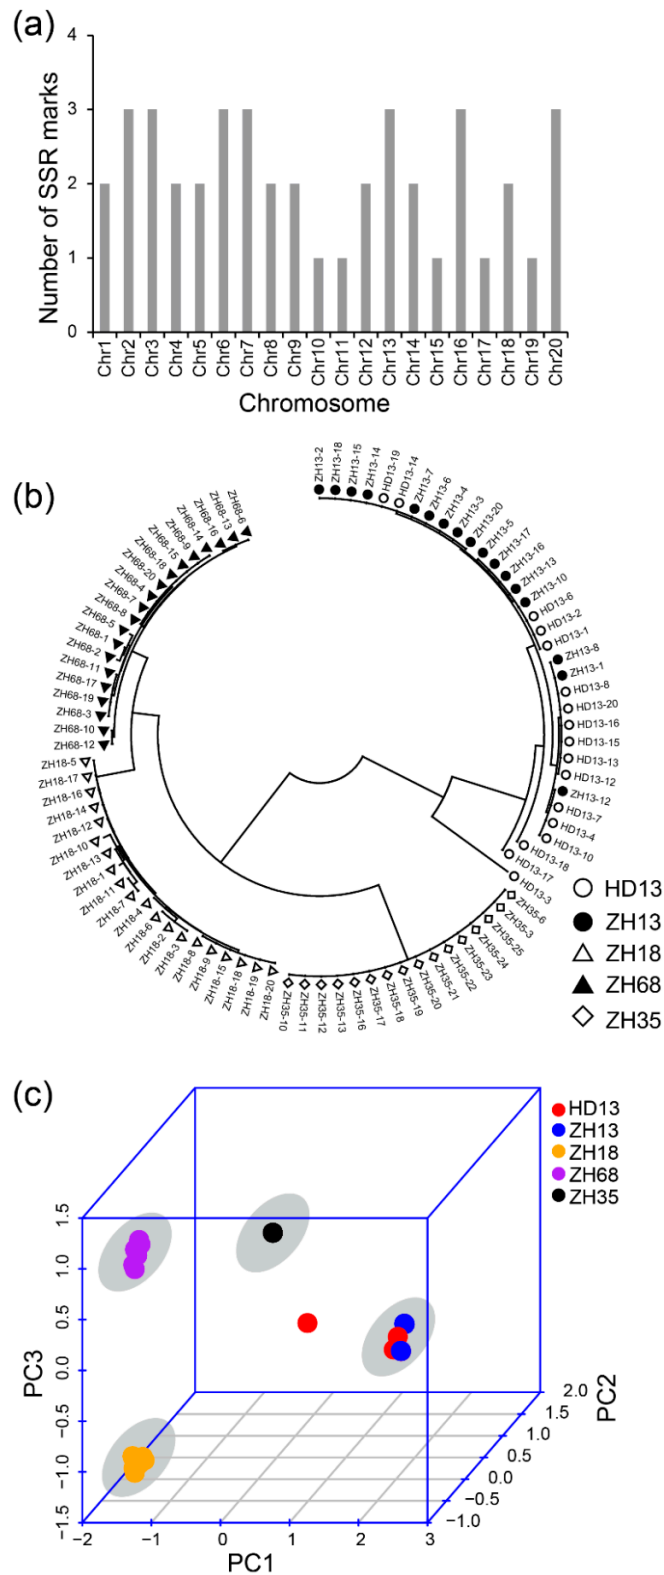 (a)
Number of SSR marks
4
3
2
1
0
Chr1
Chr2
Chr3
Chr4
Chr5
Chr6
Chr7
Chr8
Chr9
Chr10
Chr11
Chr12
Chr13
Chr14
Chr15
Chr16
Chr17
Chr18
Chr19
Chr20
Chromosome
(b)
ZH13-2
ZH13-18
ZH13-15
ZH13-14
HD13-19
HD13-14
ZH13-7
ZH13-6
ZH13-4
ZH13-3
ZH13-20
ZH13-5
ZH13-17
ZH13-16
ZH13-13
ZH13-10
HD13-6
HD13-2
HD13-1
ZH13-8
ZH13-1
HD13-8
HD13-20
HD13-16
HD13-15
HD13-13
HD13-12
ZH13-12
HD13-7
HD13-4
HD13-10
HD13-18
HD13-17
HD13-3
ZH35-6
ZH35-3
ZH35-25
ZH35-24
ZH35-23
ZH35-22
ZH35-21
ZH35-20
ZH35-19
ZH35-18
ZH35-17
ZH35-16
ZH35-13
ZH35-12
ZH35-11
ZH35-10
ZH18-20
ZH18-19
ZH18-18
ZH18-15
ZH18-9
ZH18-8
ZH18-3
ZH18-2
ZH18-6
ZH18-4
ZH18-7
ZH18-11
ZH18-1
ZH18-13
ZH18-10
ZH18-12
ZH18-14
ZH18-16
ZH18-17
ZH18-5
ZH68-12
ZH68-10
ZH68-3
ZH68-19
ZH68-17
ZH68-11
ZH68-2
ZH68-1
ZH68-5
ZH68-8
ZH68-7
ZH68-4
ZH68-20
ZH68-18
ZH68-15
ZH68-9
ZH68-14
ZH68-16
ZH68-13
ZH68-6
HD13
ZH13
ZH18
ZH68
ZH35
(c)
HD13
ZH13
ZH18
ZH68
ZH35
PC3
1.5
1.0
0.5
0.0
−0.5
−1.0
−1.5
−2
−1
0
1
2
3
PC1
PC2
2.0
1.5
1.0
0.5
0.0
−0.5
−1.0